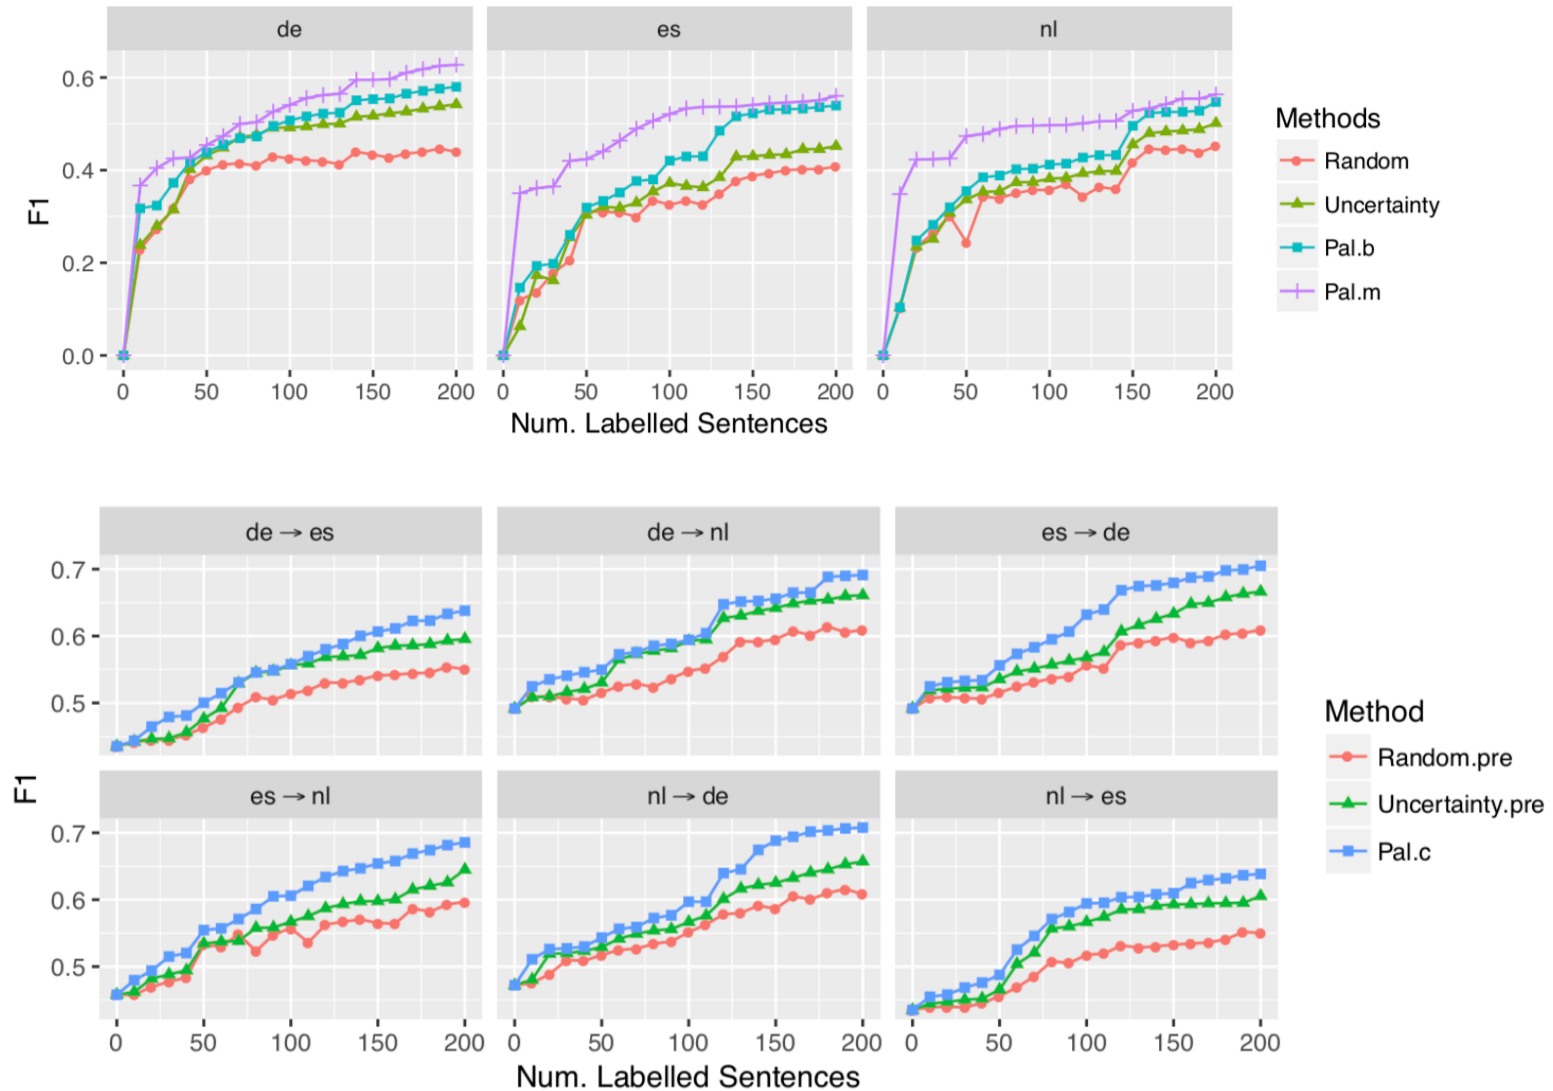 de es nl
0.6
0.4
0.2
0.0
F1
0 50 100 150 200 0 50 100 150 200 0 50 100 150 200
Num. Labelled Sentences
Methods
Random
Uncertainty
Pal.b
Pal.m
de → es de → nl es → de
0.7
0.6
0.5
es → nl nl → de nl → es
0.7
0.6
0.5
F1
0 50 100 150 200 0 50 100 150 200 0 50 100 150 200
Num. Labelled Sentences
Method
Random.pre
Uncertainty.pre
Pal.c